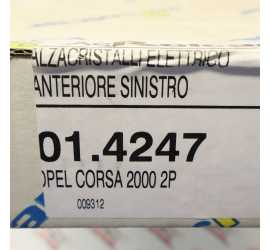 ALZACRISTALLI ELETTRICO
ANTERIORE SINISTRO
01.4247
OPEL CORSA 2000 2P
009312